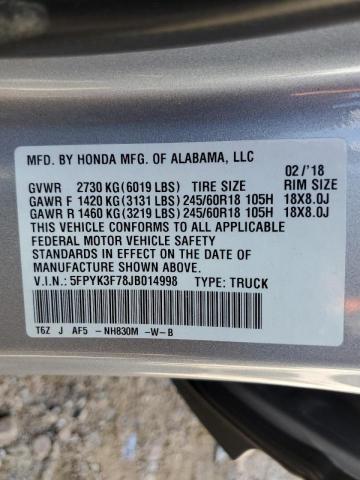 MFD. BY HONDA MFG. OF ALABAMA, LLC
02 /'18
GVWR 2730 KG(6019 LBS) TIRE SIZE RIM SIZE
GAWR F 1420 KG(3131 LBS) 245/60R18 105H 18X8.0J
GAWR R 1460 KG(3219 LBS) 245/60R18 105H 18X8.0J
THIS VEHICLE CONFORMS TO ALL APPLICABLE
FEDERAL MOTOR VEHICLE SAFETY
STANDARDS IN EFFECT ON THE DATE OF
MANUFACTURE SHOWN ABOVE.
V.I.N.: 5FPYK3F78JB014998 TYPE: TRUCK
T6Z J AF5 -NH830M -W-B